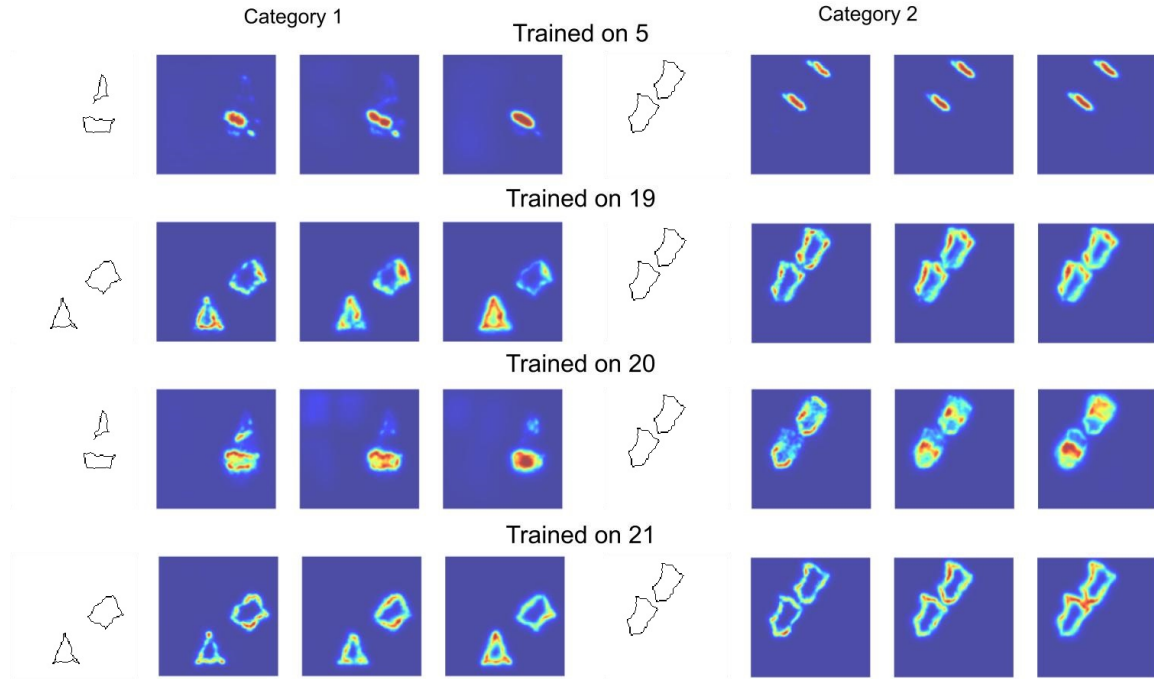 Category 1
Category 2
Trained on 5
Trained on 19
Trained on 20
Trained on 21